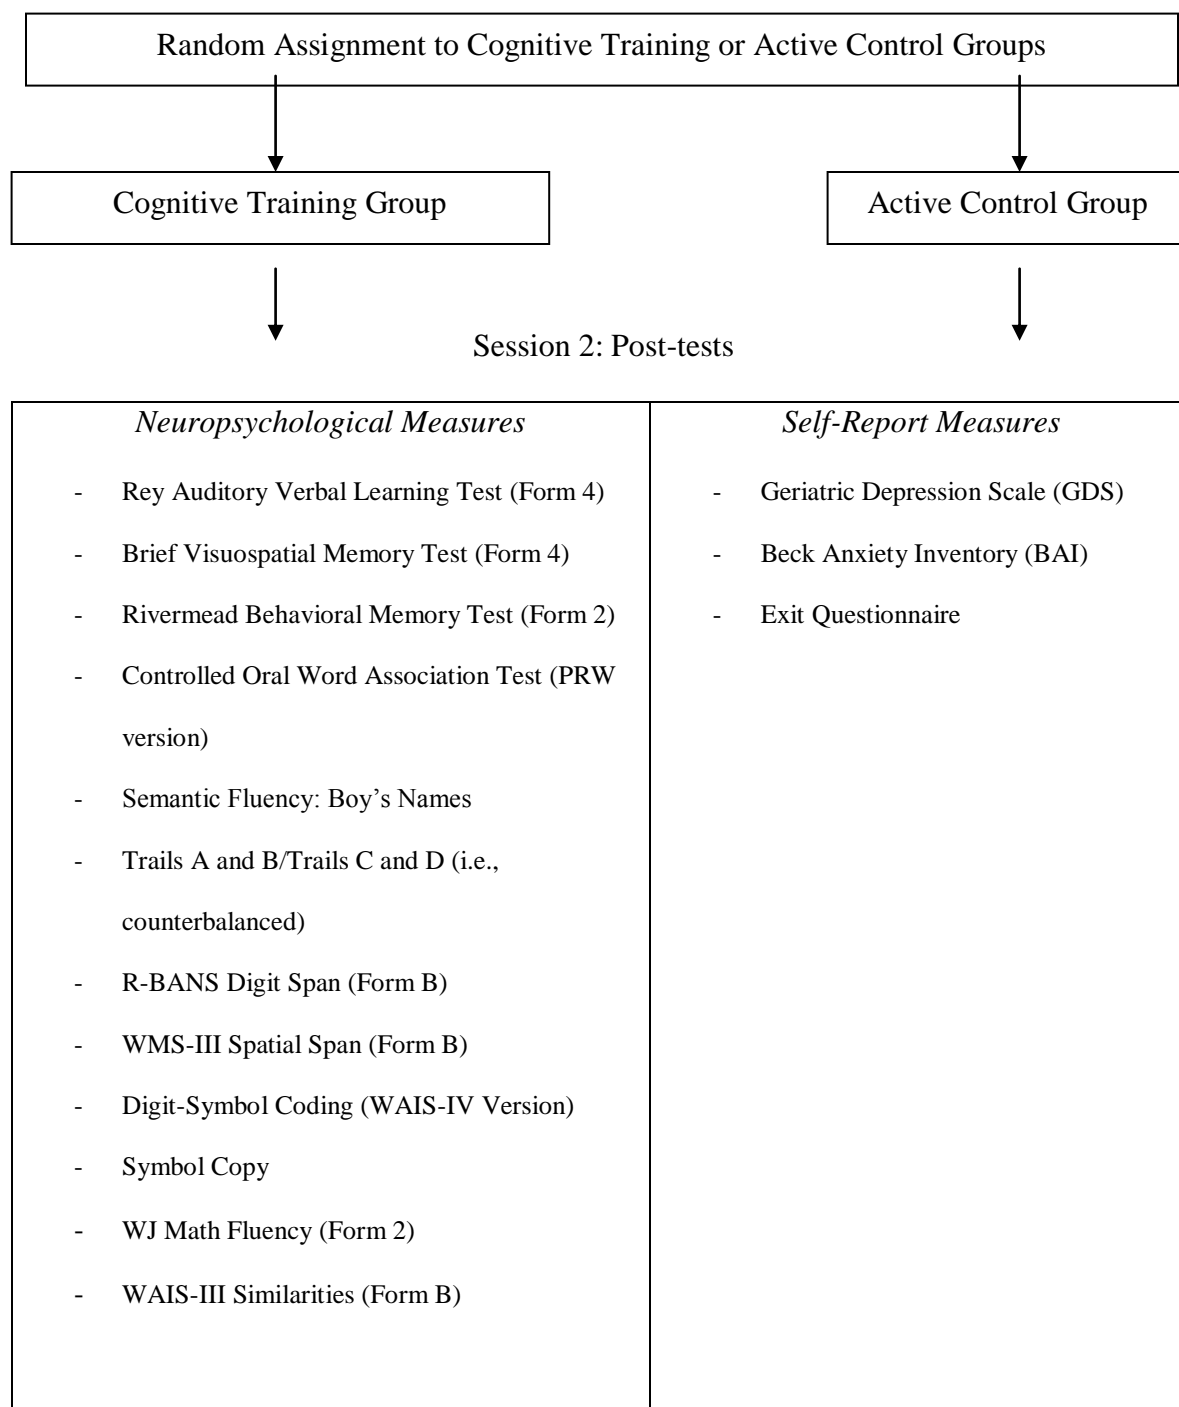 Random Assignment to Cognitive Training or Active Control Groups
Cognitive Training Group
Active Control Group
Session 2: Post-tests
Neuropsychological Measures
- Rey Auditory Verbal Learning Test (Form 4)
- Brief Visuospatial Memory Test (Form 4)
- Rivermead Behavioral Memory Test (Form 2)
- Controlled Oral Word Association Test (PRW
version)
- Semantic Fluency: Boy’s Names
- Trails A and B/Trails C and D (i.e.,
counterbalanced)
- R-BANS Digit Span (Form B)
- WMS-III Spatial Span (Form B)
- Digit-Symbol Coding (WAIS-IV Version)
- Symbol Copy
- WJ Math Fluency (Form 2)
- WAIS-III Similarities (Form B)
Self-Report Measures
- Geriatric Depression Scale (GDS)
- Beck Anxiety Inventory (BAI)
- Exit Questionnaire